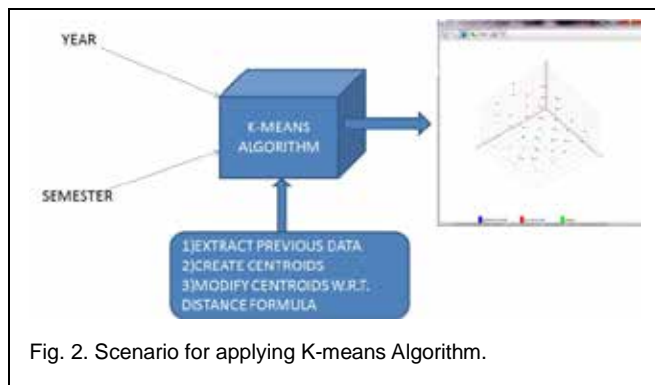 YEAR
K-MEANS
ALGORITHM
SEMESTER
1)EXTRACT PREVIOUS DATA
2)CREATE CENTROIDS
3)MODIFY CENTROIDS W.R.T.
DISTANCE FORMULA
Fig. 2. Scenario for applying K-means Algorithm.